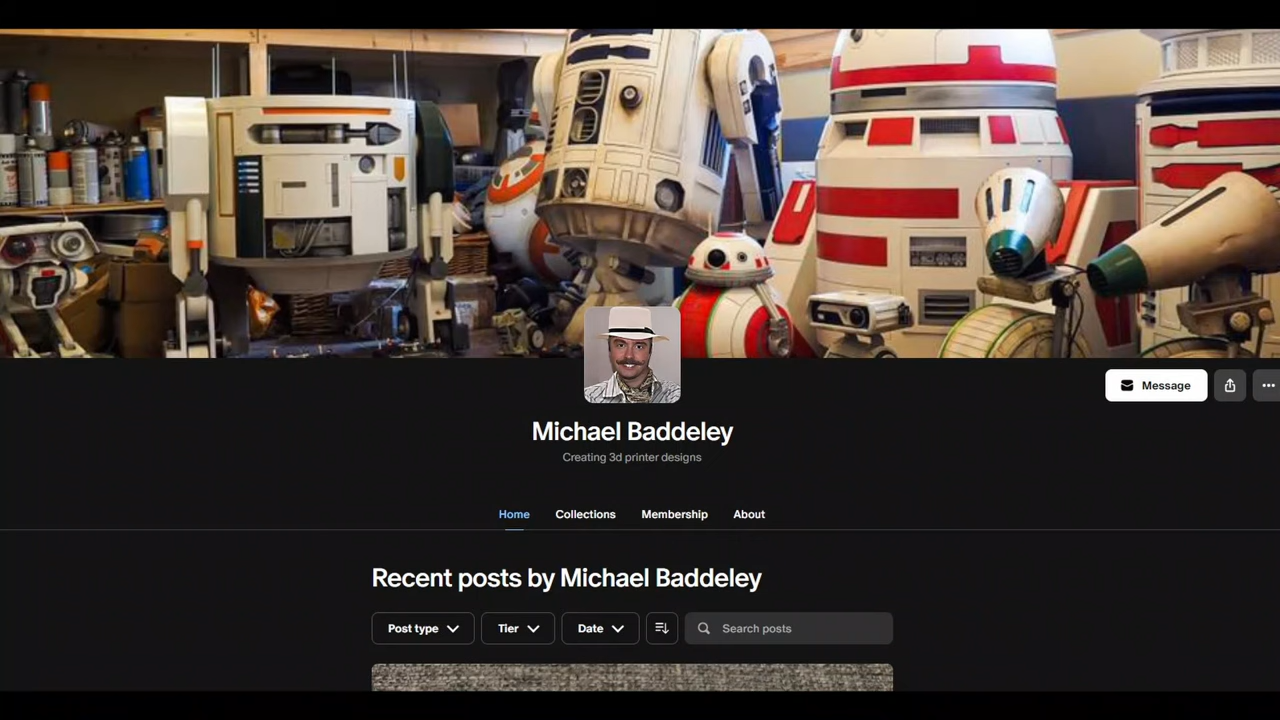 Message
Michael Baddeley
Creating 3d printer designs
Home Collections Membership About
Recent posts by Michael Baddeley
Post type Tier Date Search posts